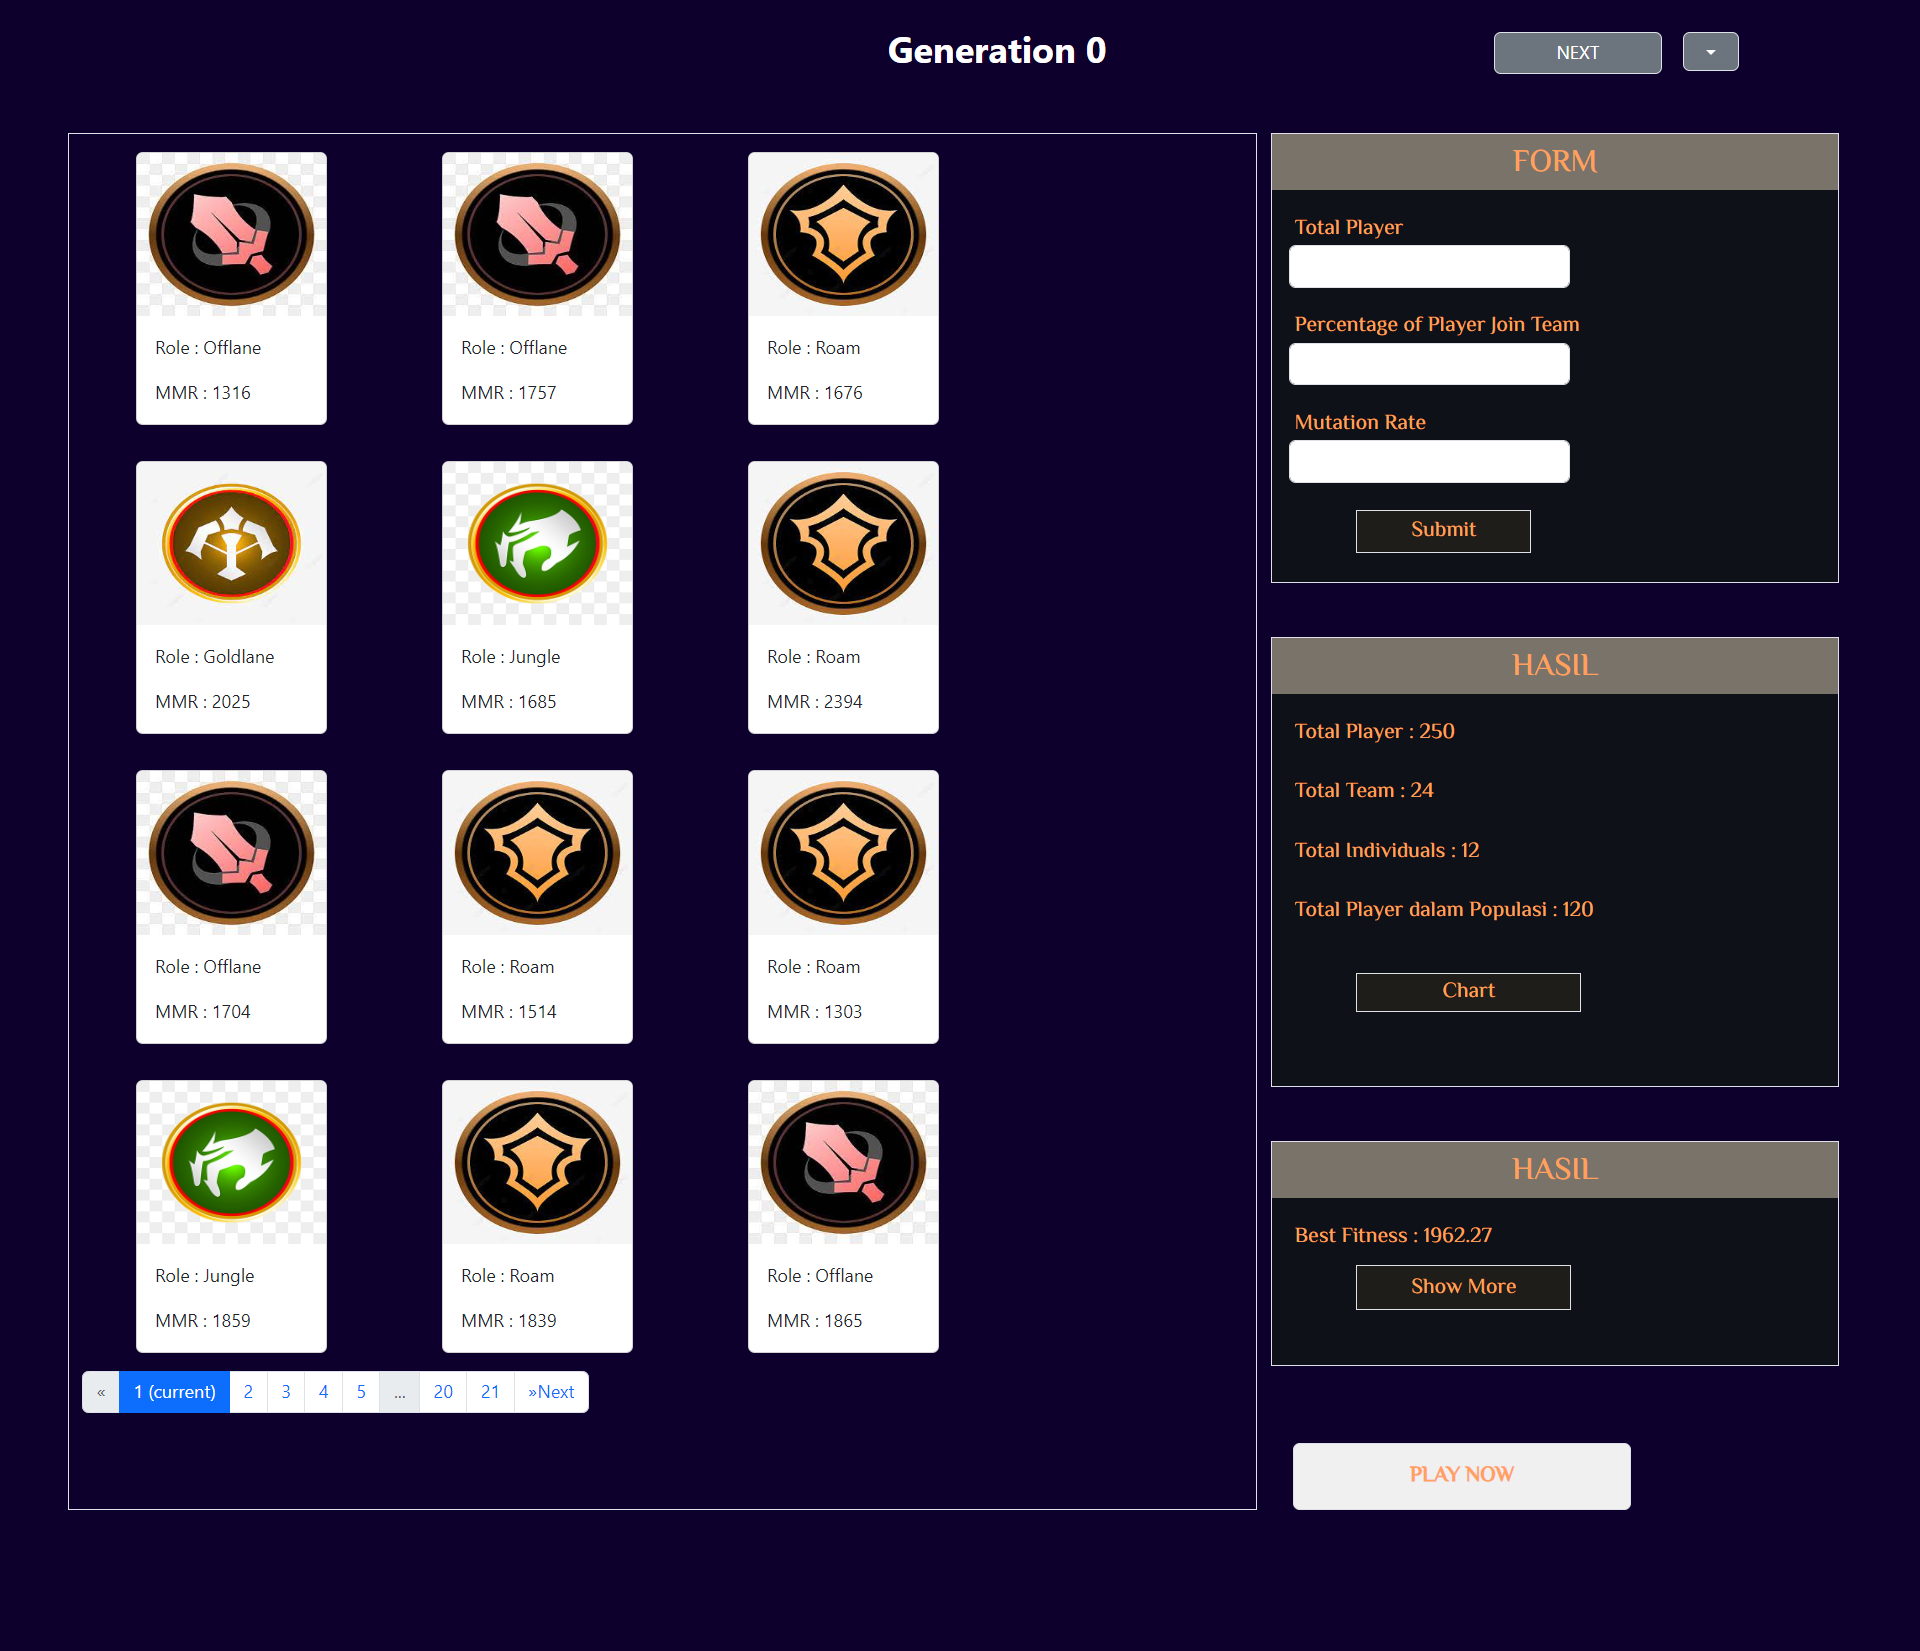 Generation 0
NEXT
Role : Offlane
MMR : 1316
Role : Offlane
MMR : 1757
Role : Roam
MMR : 1676
Role : Goldlane
MMR : 2025
Role : Jungle
MMR : 1685
Role : Roam
MMR : 2394
Role : Offlane
MMR : 1704
Role : Roam
MMR : 1514
Role : Roam
MMR : 1303
Role : Jungle
MMR : 1859
Role : Roam
MMR : 1839
Role : Offlane
MMR : 1865
« 1 (current) 2 3 4 5 ... 20 21 »Next
FORM
Total Player
Percentage of Player Join Team
Mutation Rate
Submit
HASIL
Total Player : 250
Total Team : 24
Total Individuals : 12
Total Player dalam Populasi : 120
Chart
HASIL
Best Fitness : 1962.27
Show More
PLAY NOW